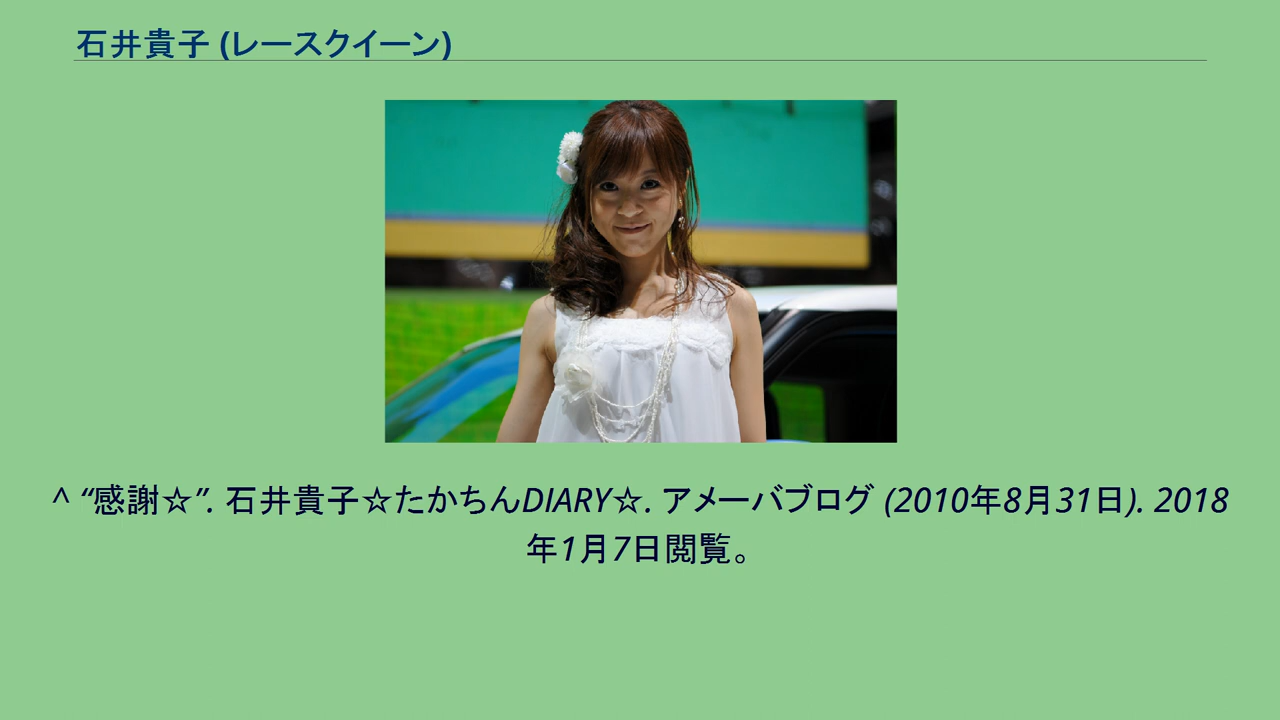 石井貴子 (レースクイーン)
^ “感謝☆”. 石井貴子☆たかちんDIARY☆. アメーバブログ (2010年8月31日). 2018
年1月7日閲覧。